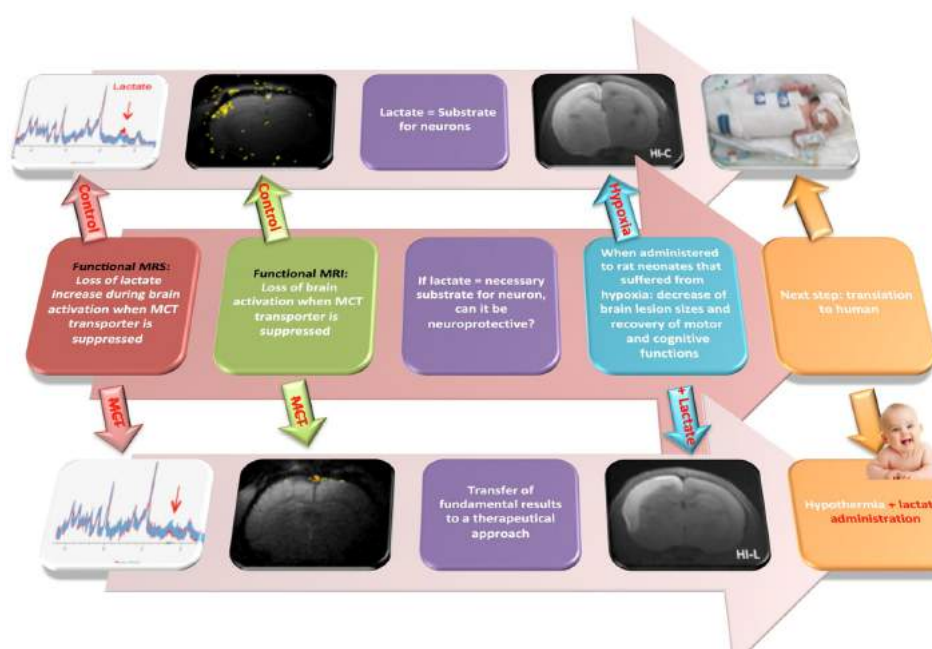 Lactate
Lactate = Substrate
for neurons
HI-C
Control
Control
Hypoxia
Functional MRS:
Loss of lactate
increase during brain
activation when MCT
transporter is
suppressed
Functional MRI:
Loss of brain
activation when MCT
transporter is
suppressed
If lactate = necessary
substrate for neuron,
can it be
neuroprotective?
When administered
to rat neonates that
suffered from
hypoxia: decrease of
brain lesion sizes and
recovery of motor
and cognitive
functions
Next step: translation
to human
MCT
MCT
+ Lactate
Transfer of
fundamental results
to a therapeutical
approach
HI-L
Hypothermia + lactate
administration